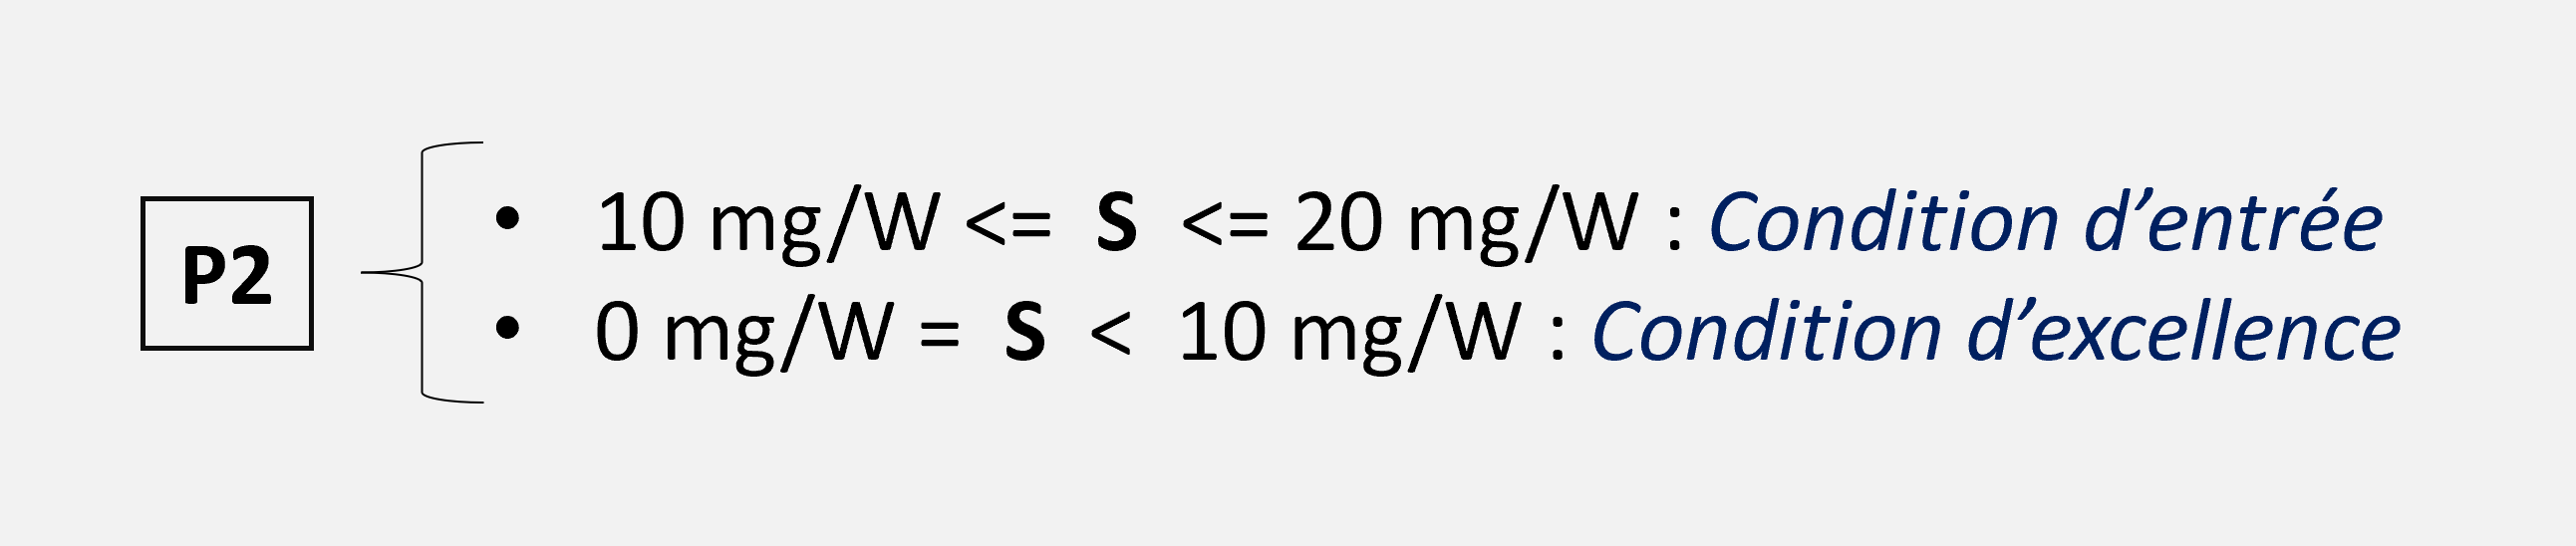 P2
• 10 mg/W <= S <= 20 mg/W : Condition d’entrée
• 0 mg/W = S < 10 mg/W : Condition d’excellence